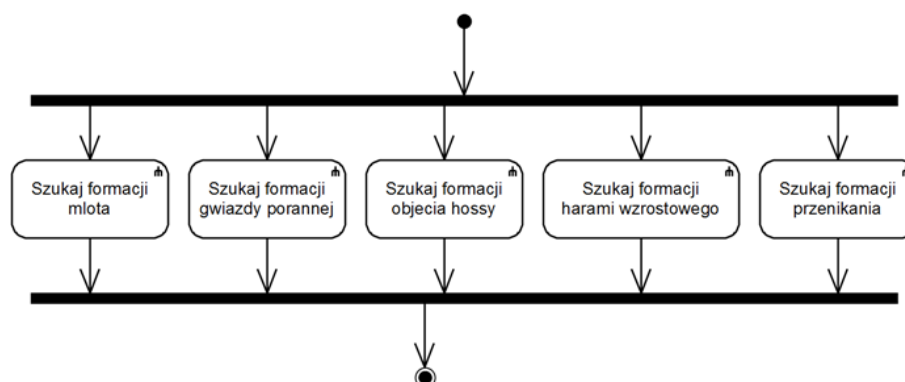 Szukaj formacji
mlota
Szukaj formacji
gwiazdy porannej
Szukaj formacji
objecia hossy
Szukaj formacji
harami wzrostowego
Szukaj formacji
przenikania